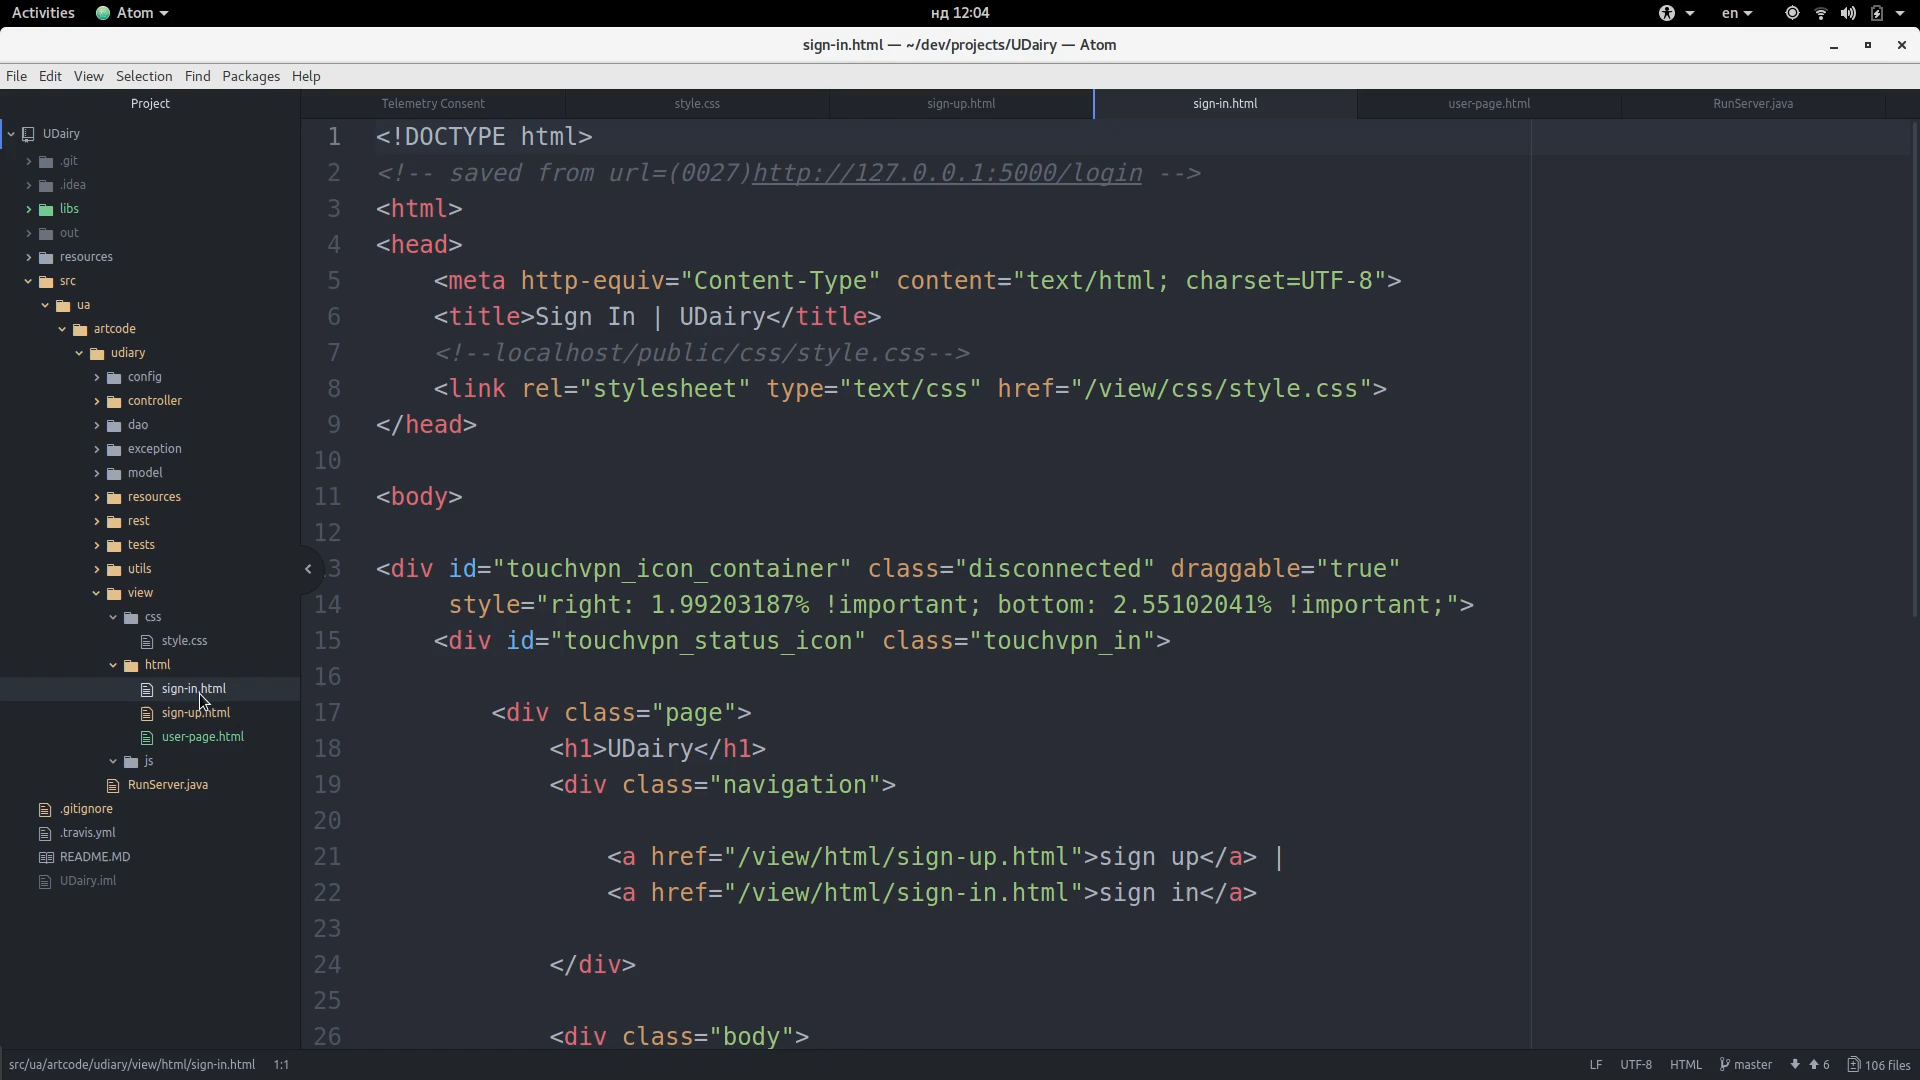 Activities
Atom
нд 12:04
en
sign-in.html — ~/dev/projects/UDairy — Atom
File Edit View Selection Find Packages Help
Project
Telemetry Consent
style.css
sign-up.html
sign-in.html
user-page.html
RunServer.java
UDairy
.git
.idea
libs
out
resources
src
ua
artcode
udiary
config
controller
dao
exception
model
resources
rest
tests
utils
view
css
style.css
html
sign-in.html
sign-up.html
user-page.html
js
RunServer.java
.gitignore
.travis.yml
README.MD
UDairy.iml
1 <!DOCTYPE html>
2 <!-- saved from url=(0027)http://127.0.0.1:5000/login -->
3 <html>
4 <head>
5 <meta http-equiv="Content-Type" content="text/html; charset=UTF-8">
6 <title>Sign In | UDairy</title>
7 <!--localhost/public/css/style.css-->
8 <link rel="stylesheet" type="text/css" href="/view/css/style.css">
9 </head>
10
11 <body>
12
13 <div id="touchvpn_icon_container" class="disconnected" draggable="true"
14 style="right: 1.99203187% !important; bottom: 2.55102041% !important;">
15 <div id="touchvpn_status_icon" class="touchvpn_in">
16
17 <div class="page">
18 <h1>UDairy</h1>
19 <div class="navigation">
20
21 <a href="/view/html/sign-up.html">sign up</a> |
22 <a href="/view/html/sign-in.html">sign in</a>
23
24 </div>
25
26 <div class="body">
src/ua/artcode/udiary/view/html/sign-in.html 1:1
LF UTF-8 HTML master 6 106 files